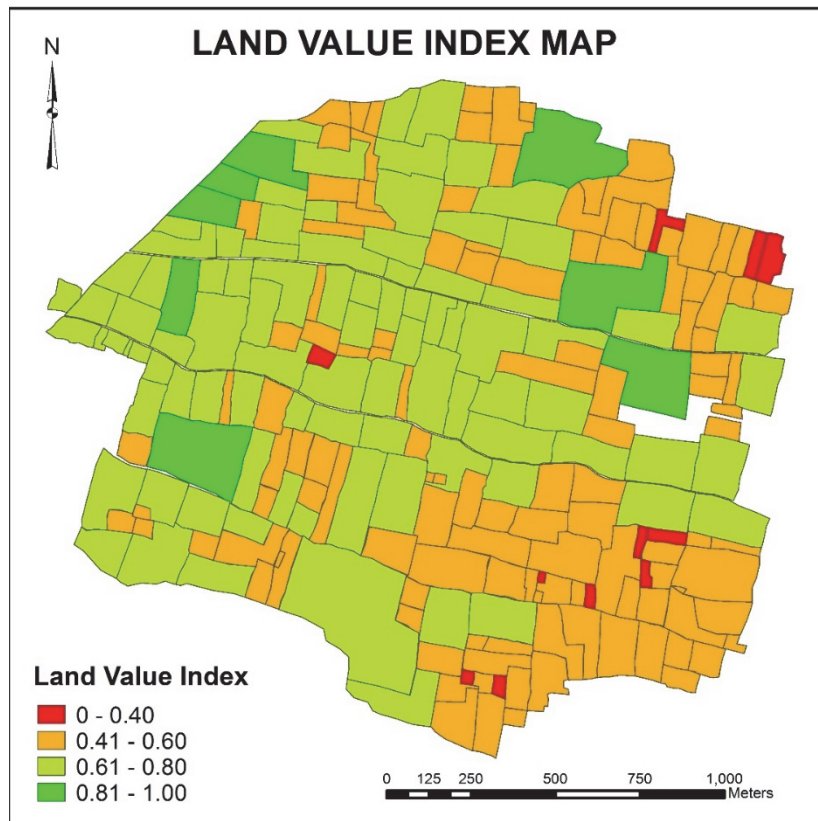 LAND VALUE INDEX MAP
N
Land Value Index
0 - 0.40
0.41 - 0.60
0.61 - 0.80
0.81 - 1.00
0 125 250 500 750 1,000
Meters